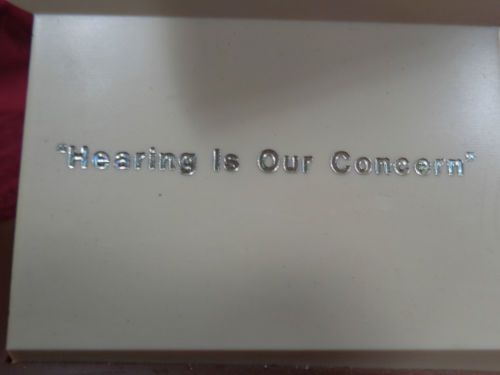 "Hearing Is Our Concern"